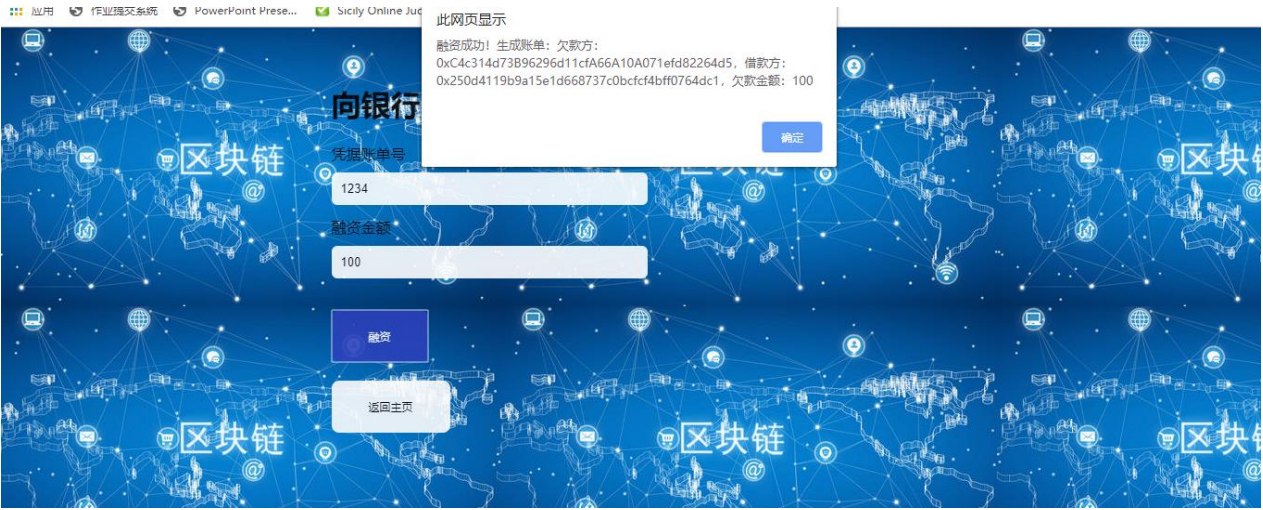 应用 作业提交系统 PowerPoint Prese... Sicily Online Jud
此网页显示
融资成功！生成账单：欠款方：
0xC4c314d73B96296d11cfA66A10A071efd82264d5，借款方：
0x250d4119b9a15e1d668737c0bcfcf4bff0764dc1，欠款金额：100
确定
向银行
凭据账单号
1234
融资金额
100
融资
返回主页
区块链
区块链
区块链
区块链
区块链
区块链